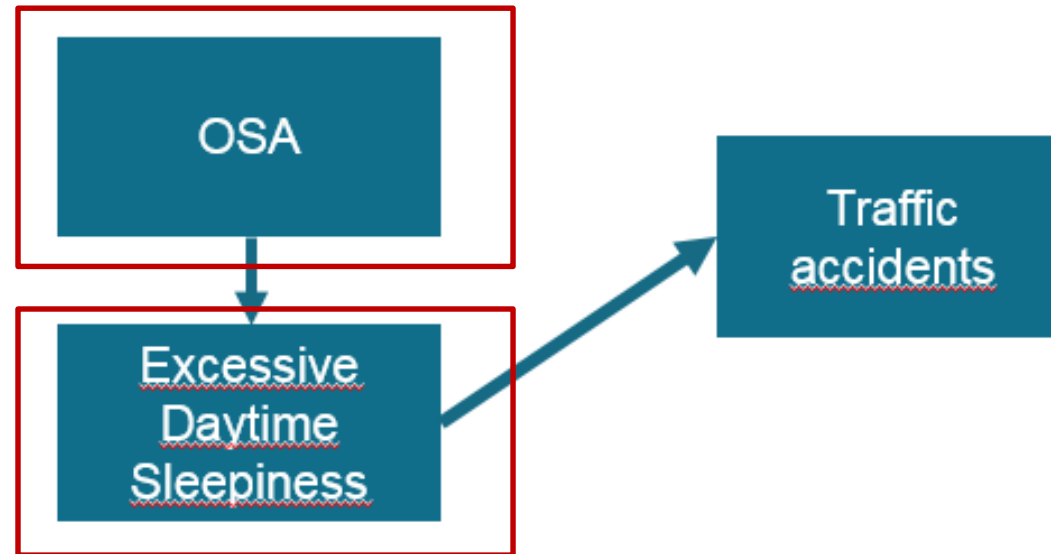 OSA
Excessive
Daytime
Sleepiness
Traffic
accidents